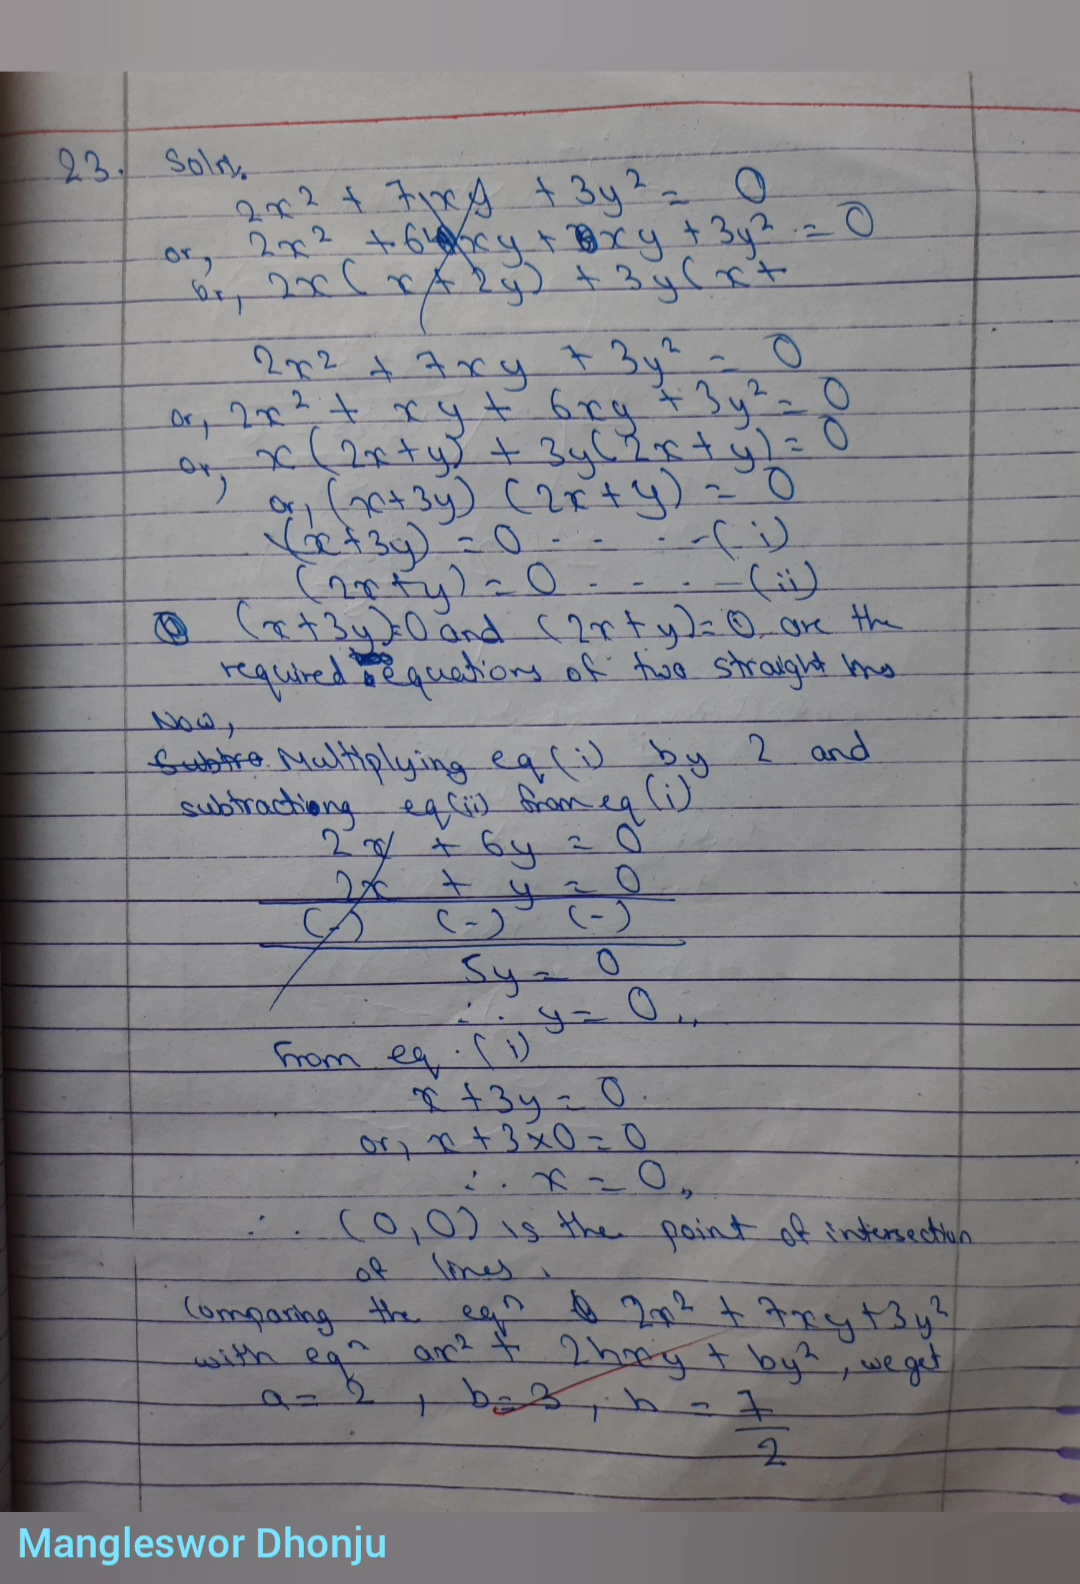 23. Soln.
2x² + 7xy + 3y² = 0
or, 2x² + 6xy + xy + 3y² = 0
or, 2x(x+2y) + 3y(x+
2x² + 7xy + 3y² = 0
or, 2x² + xy + 6xy + 3y² = 0
or, x(2x+y) + 3y(2x+y) = 0
or, (x+3y) (2x+y) = 0
(x+3y) = 0 - - - - (i)
(2x+y) = 0 - - - - (ii)
(x+3y)=0 and (2x+y)=0 are the
required equations of two straight lines
Now,
Subtra Multiplying eq (i) by 2 and
subtractiong eq(ii) from eq (i)
2x + 6y = 0
2x + y = 0
(-) (-) (-)
5y = 0
∴ y = 0,,
from eq. (i)
x + 3y = 0.
or, x + 3×0 = 0
∴ x = 0,,
∴ (0,0) is the point of intersection
of lines.
Comparing the eqⁿ 2x² + 7xy + 3y²
with eqⁿ ax² + 2hxy + by², we get
a = 2, b = 3, h = 7/2
Mangleswor Dhonju